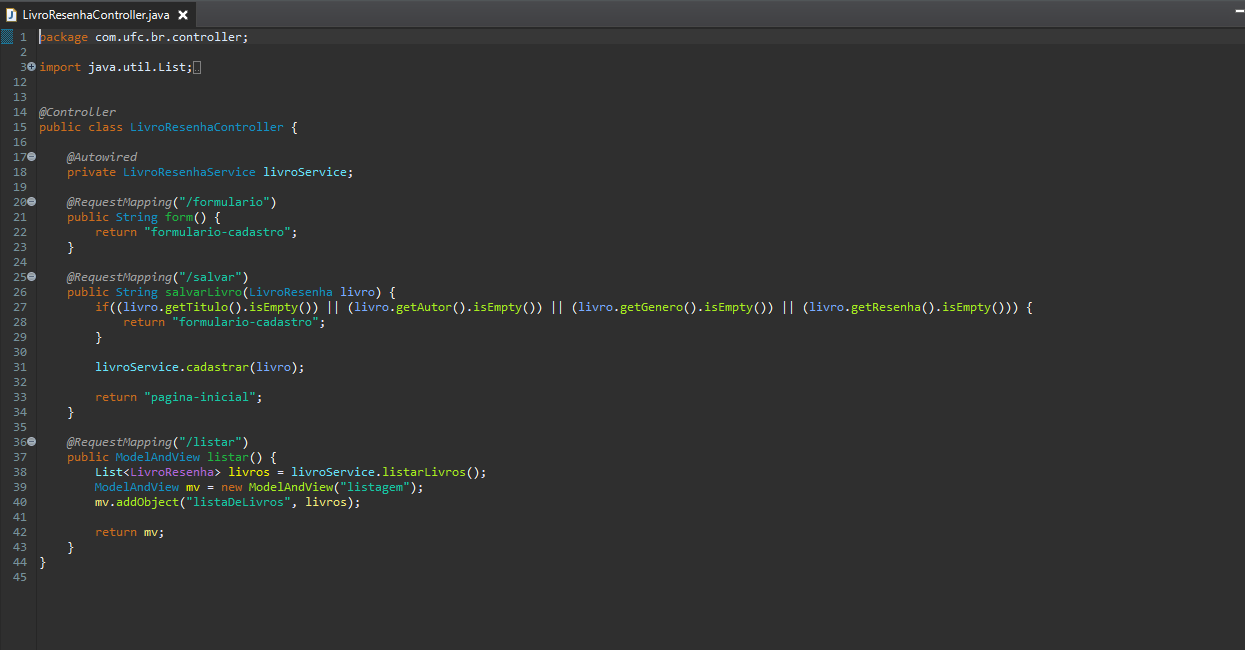 LivroResenhaController.java
1 package com.ufc.br.controller;
2
3 import java.util.List;
12
13
14 @Controller
15 public class LivroResenhaController {
16
17 @Autowired
18 private LivroResenhaService livroService;
19
20 @RequestMapping("/formulario")
21 public String form() {
22 return "formulario-cadastro";
23 }
24
25 @RequestMapping("/salvar")
26 public String salvarLivro(LivroResenha livro) {
27 if((livro.getTitulo().isEmpty()) || (livro.getAutor().isEmpty()) || (livro.getGenero().isEmpty()) || (livro.getResenha().isEmpty())) {
28 return "formulario-cadastro";
29 }
30
31 livroService.cadastrar(livro);
32
33 return "pagina-inicial";
34 }
35
36 @RequestMapping("/listar")
37 public ModelAndView listar() {
38 List<LivroResenha> livros = livroService.listarLivros();
39 ModelAndView mv = new ModelAndView("listagem");
40 mv.addObject("listaDeLivros", livros);
41
42 return mv;
43 }
44 }
45